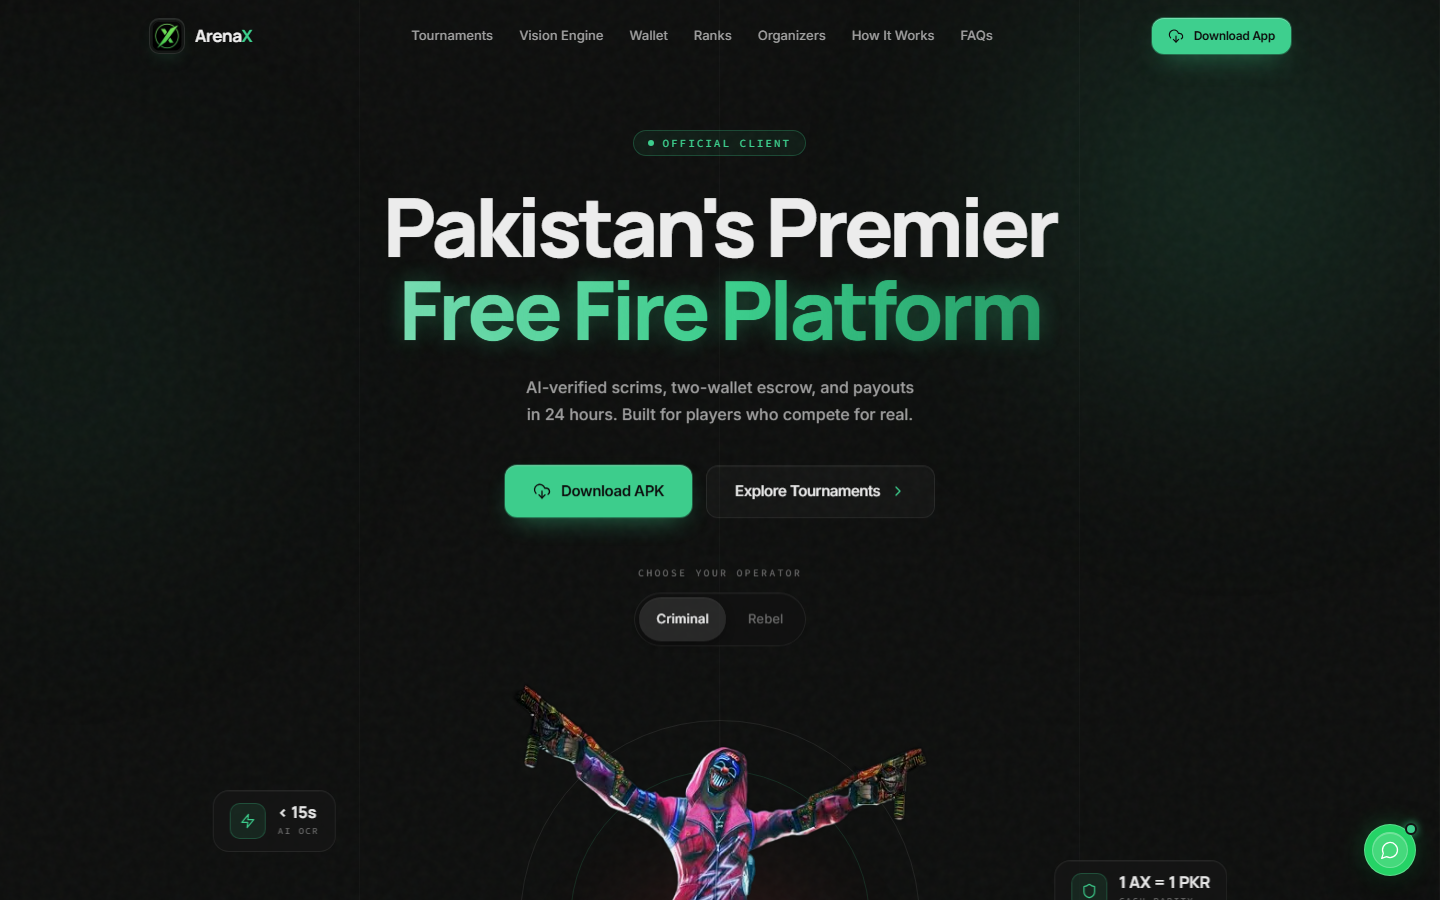 ArenaX
Tournaments
Vision Engine
Wallet
Ranks
Organizers
How It Works
FAQs
Download App
OFFICIAL CLIENT
Pakistan's Premier
Free Fire Platform
AI-verified scrims, two-wallet escrow, and payouts
in 24 hours. Built for players who compete for real.
Download APK
Explore Tournaments
CHOOSE YOUR OPERATOR
Criminal
Rebel
< 15s
AI OCR
1 AX = 1 PKR